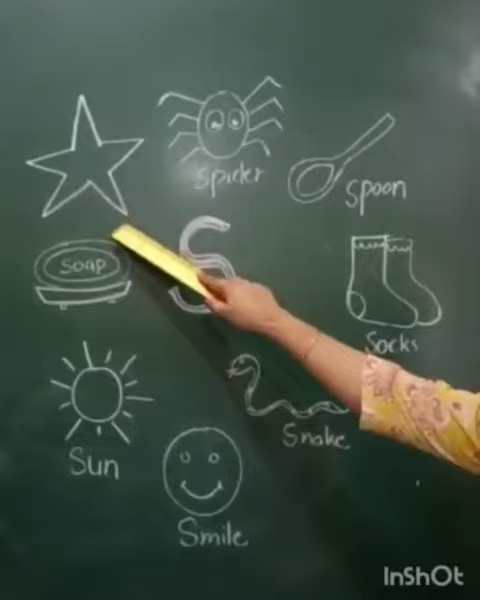 Spider
Spoon
S
Soap
Socks
Snake
Sun
Smile
InShOt